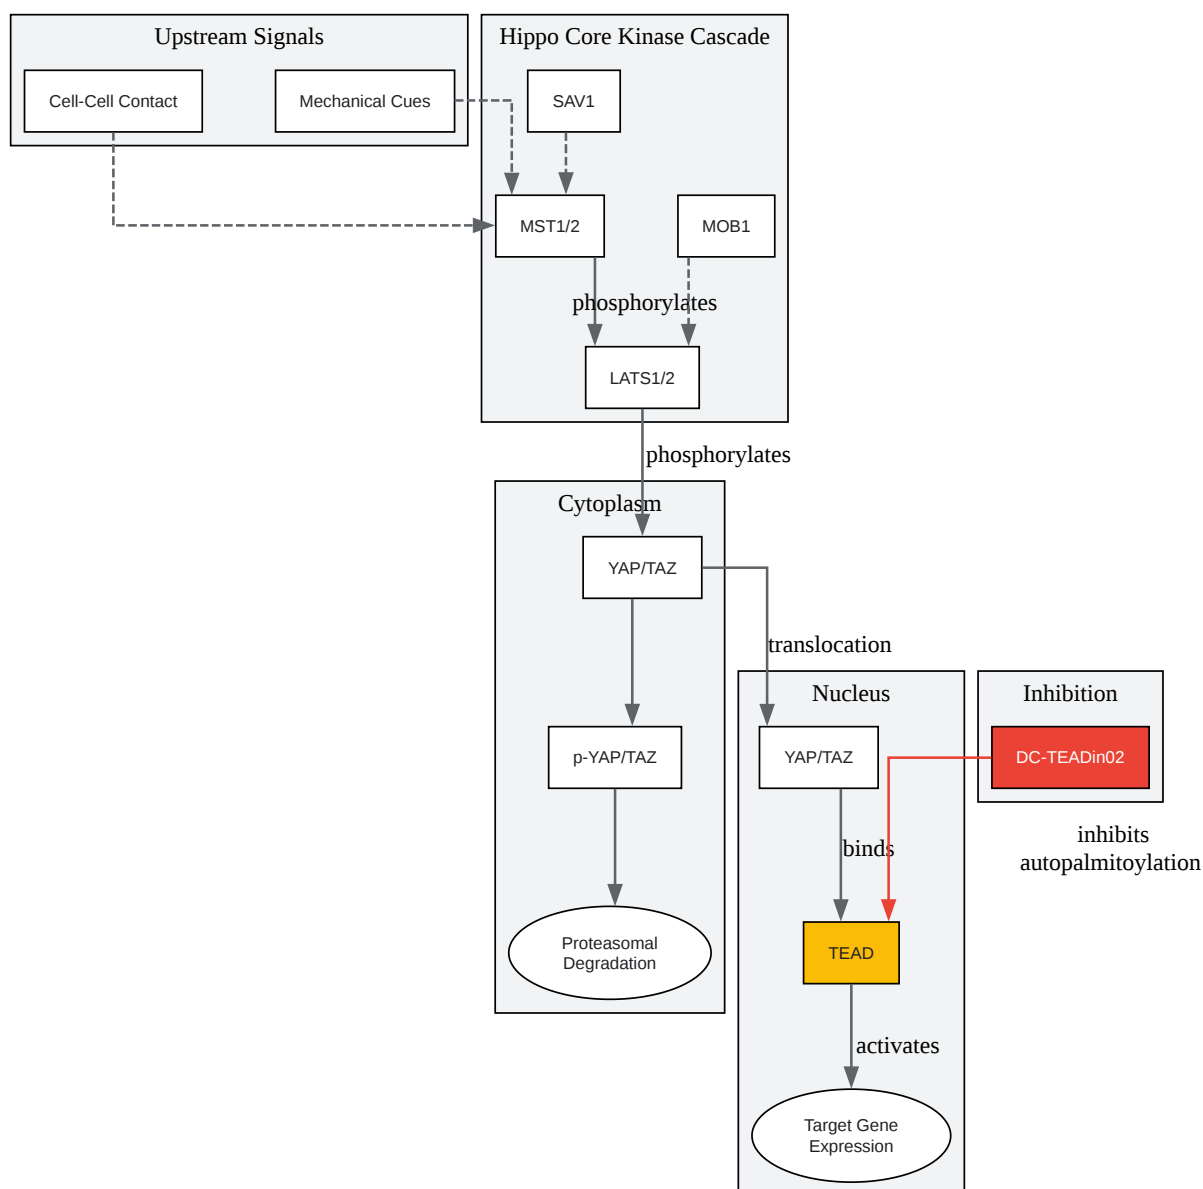 Upstream Signals
Hippo Core Kinase Cascade
Cell-Cell Contact
Mechanical Cues
SAV1
MST1/2
MOB1
phosphorylates
LATS1/2
phosphorylates
Cytoplasm
YAP/TAZ
translocation
Nucleus
Inhibition
p-YAP/TAZ
YAP/TAZ
DC-TEADin02
inhibits
autopalmitoylation
binds
Proteasomal
Degradation
TEAD
activates
Target Gene
Expression